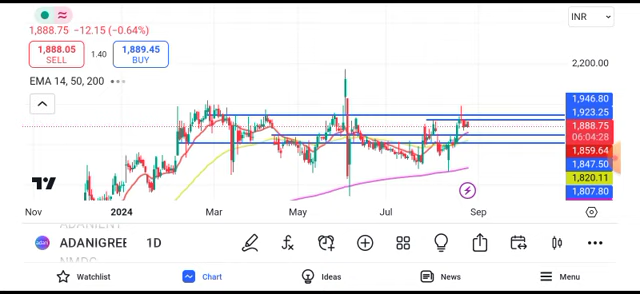 1,888.75 −12.15 (−0.64%)
INR
1,888.05
SELL
1.40
1,889.45
BUY
EMA 14, 50, 200
2,200.00
1,946.80
1,923.25
1,888.75
06:04:28
1,859.64
1,847.50
1,820.11
1,807.80
Nov
2024
Mar
May
Jul
Sep
ADANIENT
adani
ADANIGREE
1D
NMDC
Watchlist
Chart
Ideas
News
Menu